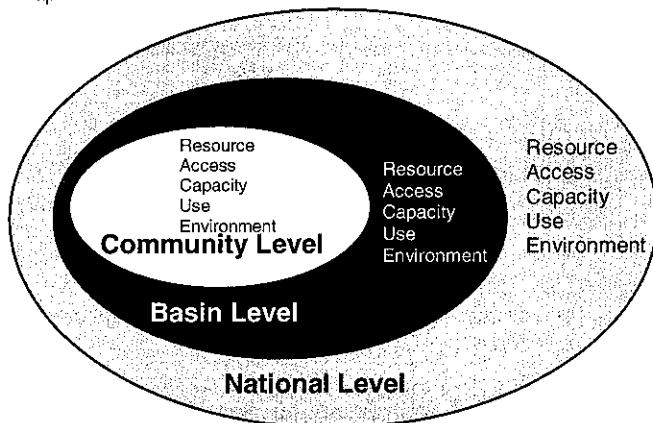 Resource
Access
Capacity
Use
Environment
Community Level
Resource
Access
Capacity
Use
Environment
Basin Level
Resource
Access
Capacity
Use
Environment
National Level